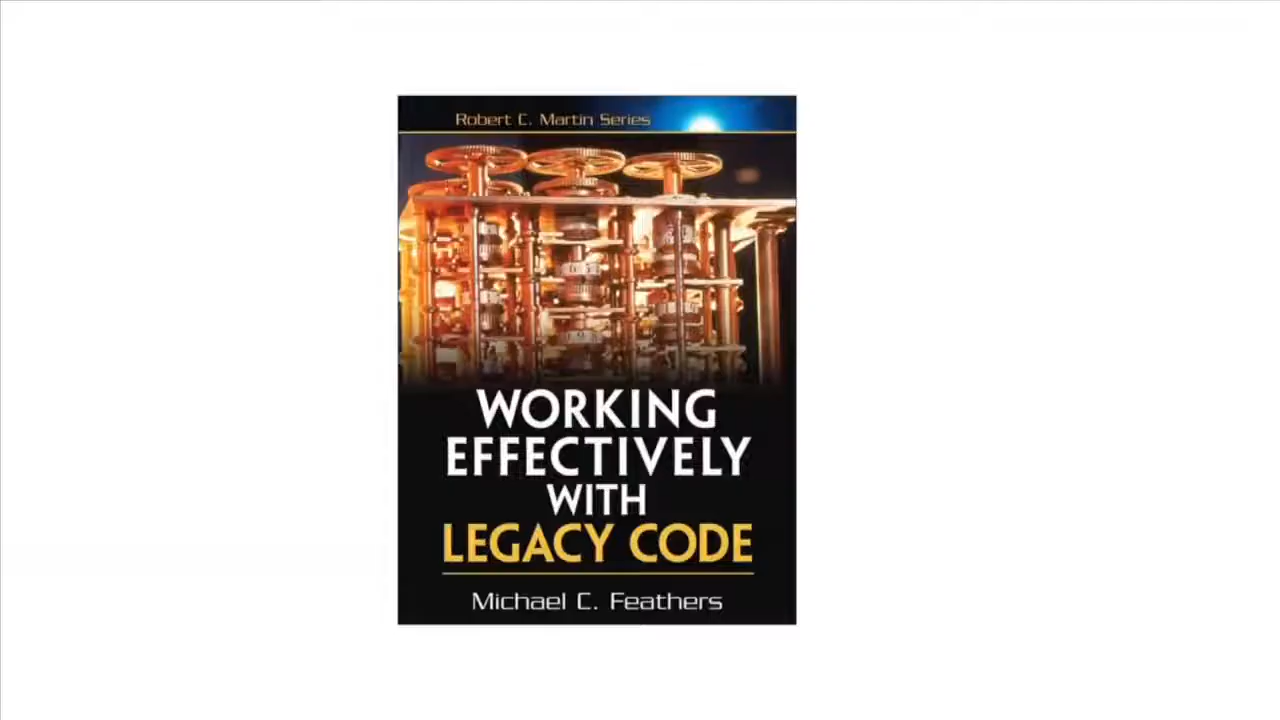 Robert C. Martin Series
WORKING
EFFECTIVELY
WITH
LEGACY CODE
Michael C. Feathers